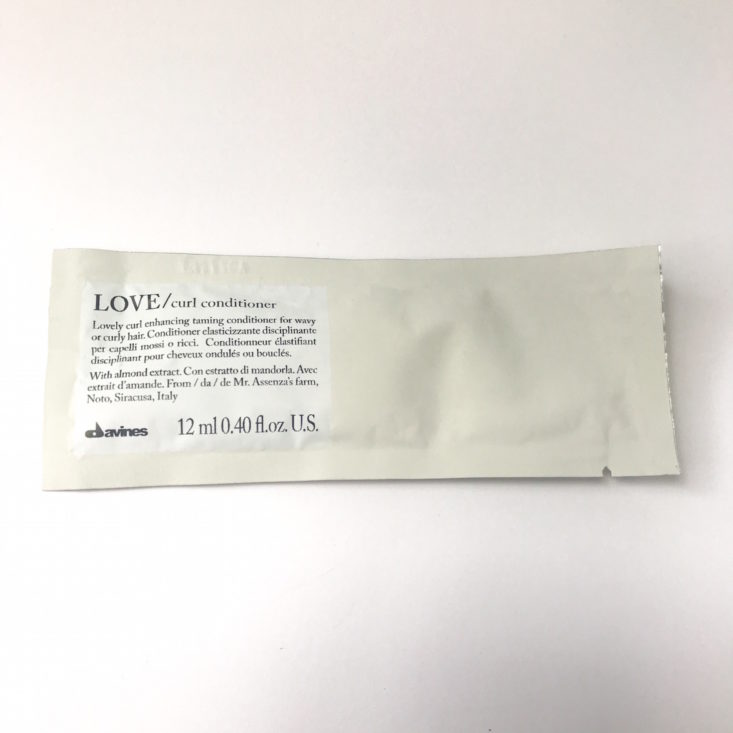 LOVE/curl conditioner
Lovely curl enhancing taming conditioner for wavy
or curly hair. Conditioner elasticizzante disciplinante
per capelli mossi o ricci. Conditionneur élastifiant
disciplinant pour cheveux ondulés ou bouclés.
With almond extract. Con estratto di mandorla. Avec
extrait d'amande. From / da / de Mr. Assenza's farm,
Noto, Siracusa, Italy
davines 12 ml 0.40 fl.oz. U.S.